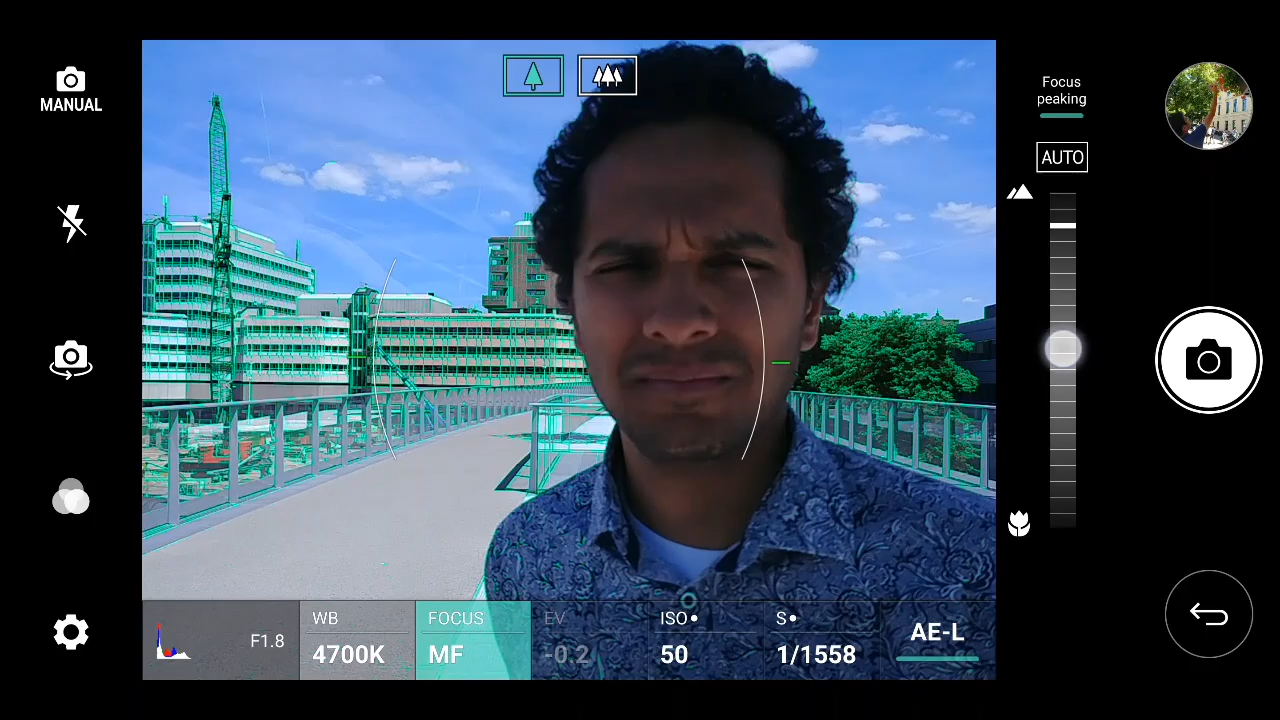 MANUAL
Focus
peaking
AUTO
F1.8
WB
4700K
FOCUS
MF
EV
-0.2
ISO
50
S
1/1558
AE-L